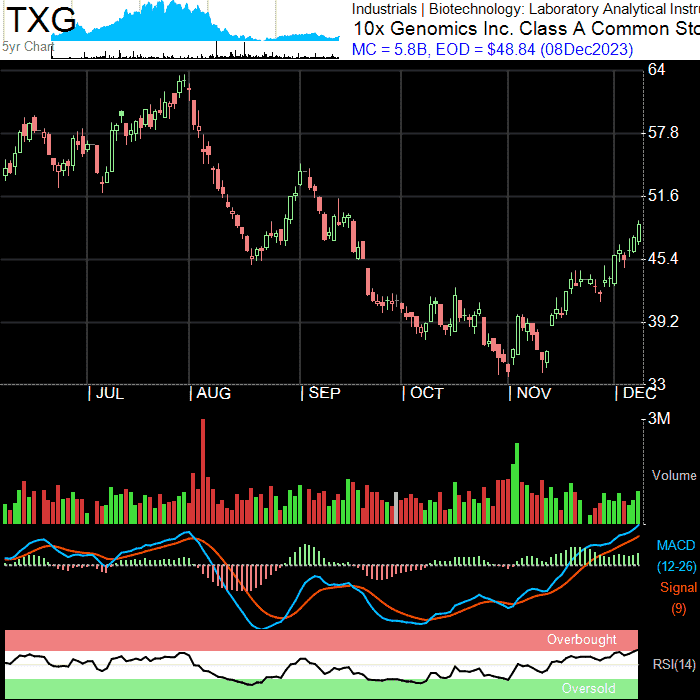 TXG
5yr Chart
Industrials | Biotechnology: Laboratory Analytical Instru
10x Genomics Inc. Class A Common Sto
MC = 5.8B, EOD = $48.84 (08Dec2023)
64
57.8
51.6
45.4
39.2
33
| JUL | AUG | SEP | OCT | NOV | DEC
3M
Volume
MACD
(12-26)
Signal
(9)
Overbought
RSI(14)
Oversold